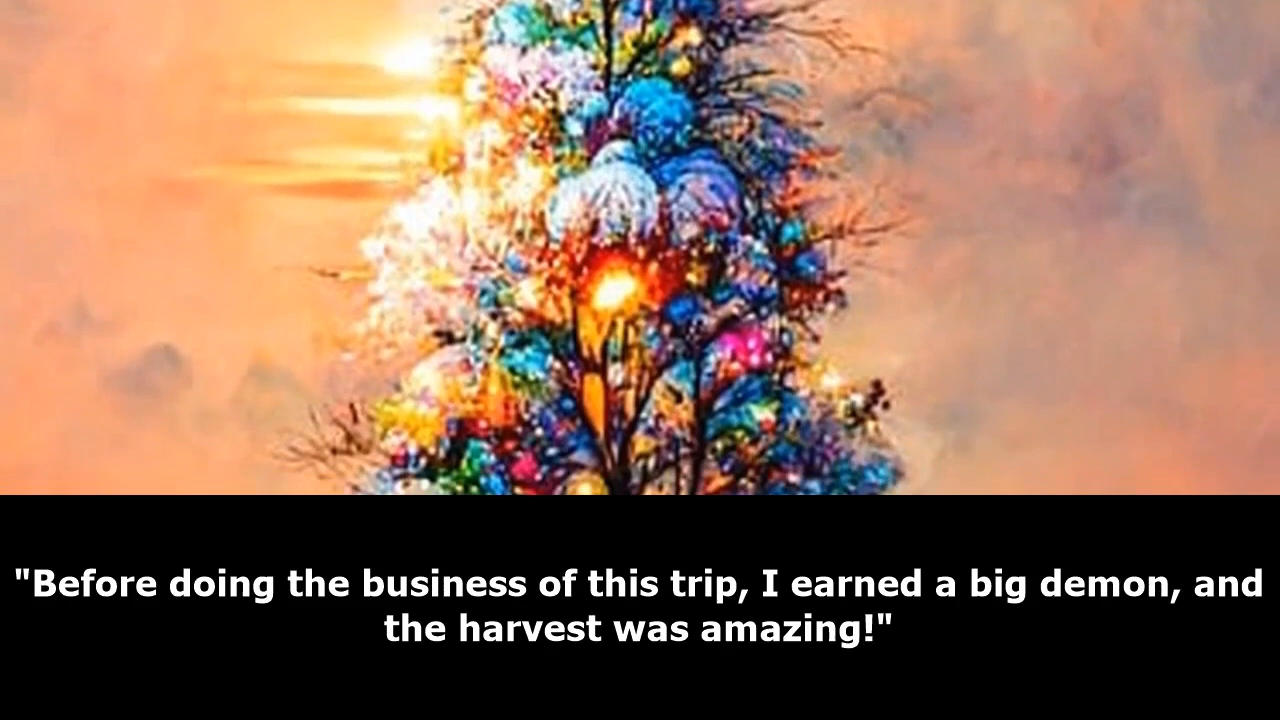 "Before doing the business of this trip, I earned a big demon, and
the harvest was amazing!"